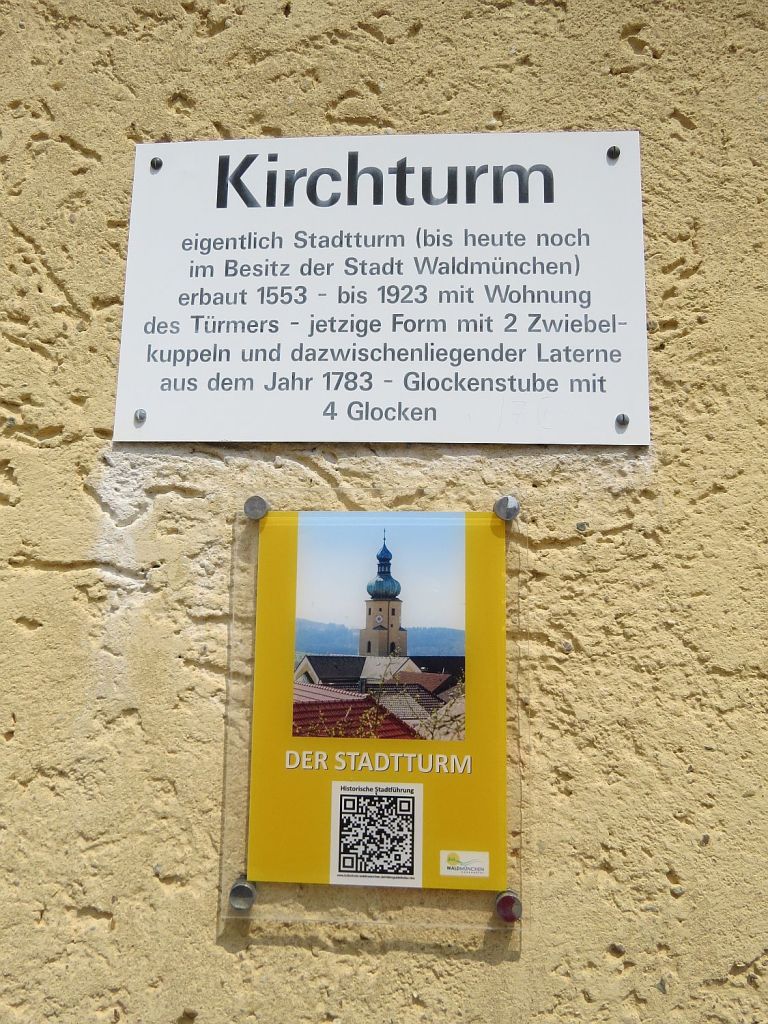 Kirchturm
eigentlich Stadtturm (bis heute noch
im Besitz der Stadt Waldmünchen)
erbaut 1553 - bis 1923 mit Wohnung
des Türmers - jetzige Form mit 2 Zwiebel-
kuppeln und dazwischenliegender Laterne
aus dem Jahr 1783 - Glockenstube mit
4 Glocken
DER STADTTURM
Historische Stadtführung
WALDMÜNCHEN